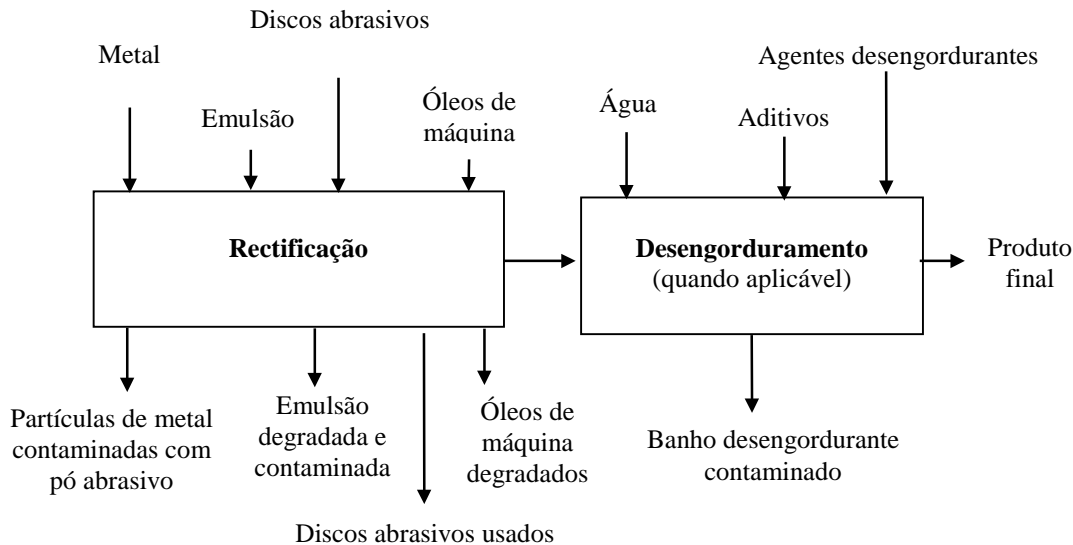 Discos abrasivos
Metal
Agentes desengordurantes
Óleos de
máquina
Água
Emulsão
Aditivos
Rectificação
Desengorduramento
(quando aplicável)
Produto
final
Partículas de metal
contaminadas com
pó abrasivo
Emulsão
degradada e
contaminada
Óleos de
máquina
degradados
Banho desengordurante
contaminado
Discos abrasivos usados